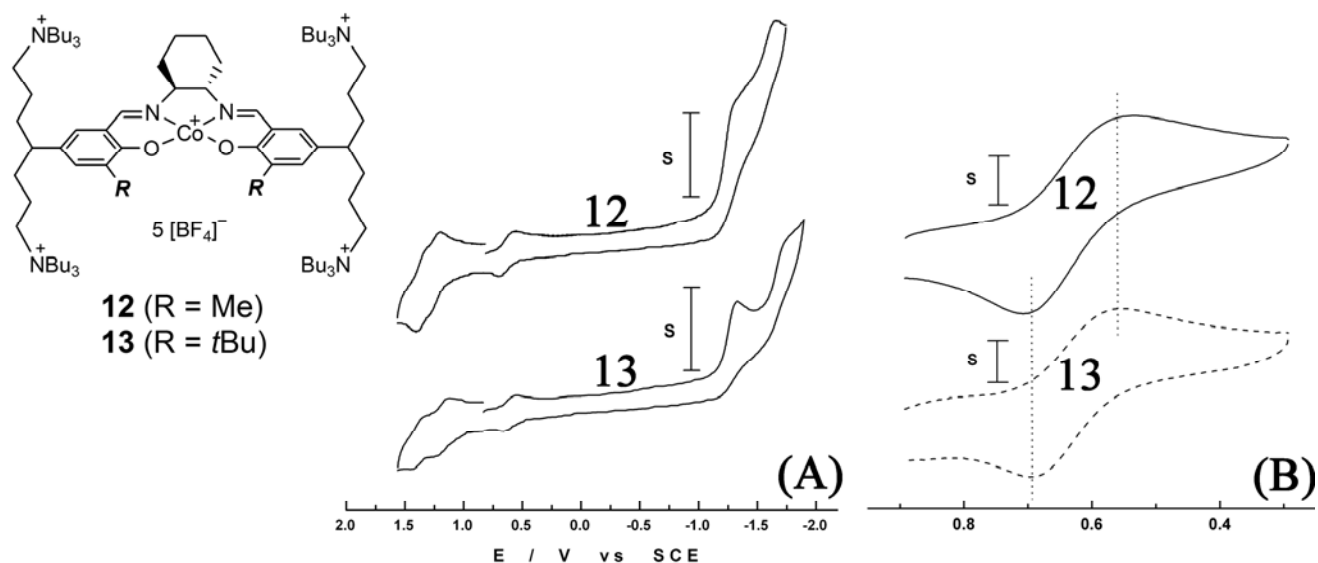 + +
NBu₃ Bu₃N
N N
+
Co
O O
R R
5 [BF₄]⁻
+ +
NBu₃ Bu₃N
12 (R = Me)
13 (R = tBu)
S
12
S
13
(A)
2.0 1.5 1.0 0.5 0.0 -0.5 -1.0 -1.5 -2.0
E / V vs SCE
S
12
S
13
(B)
0.8 0.6 0.4